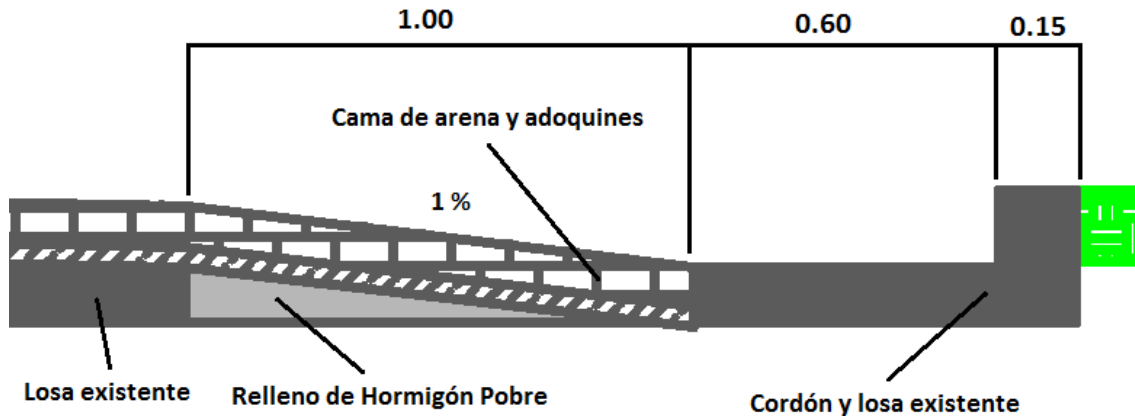 1.00
0.60
0.15
Cama de arena y adoquines
1 %
Losa existente
Relleno de Hormigón Pobre
Cordón y losa existente